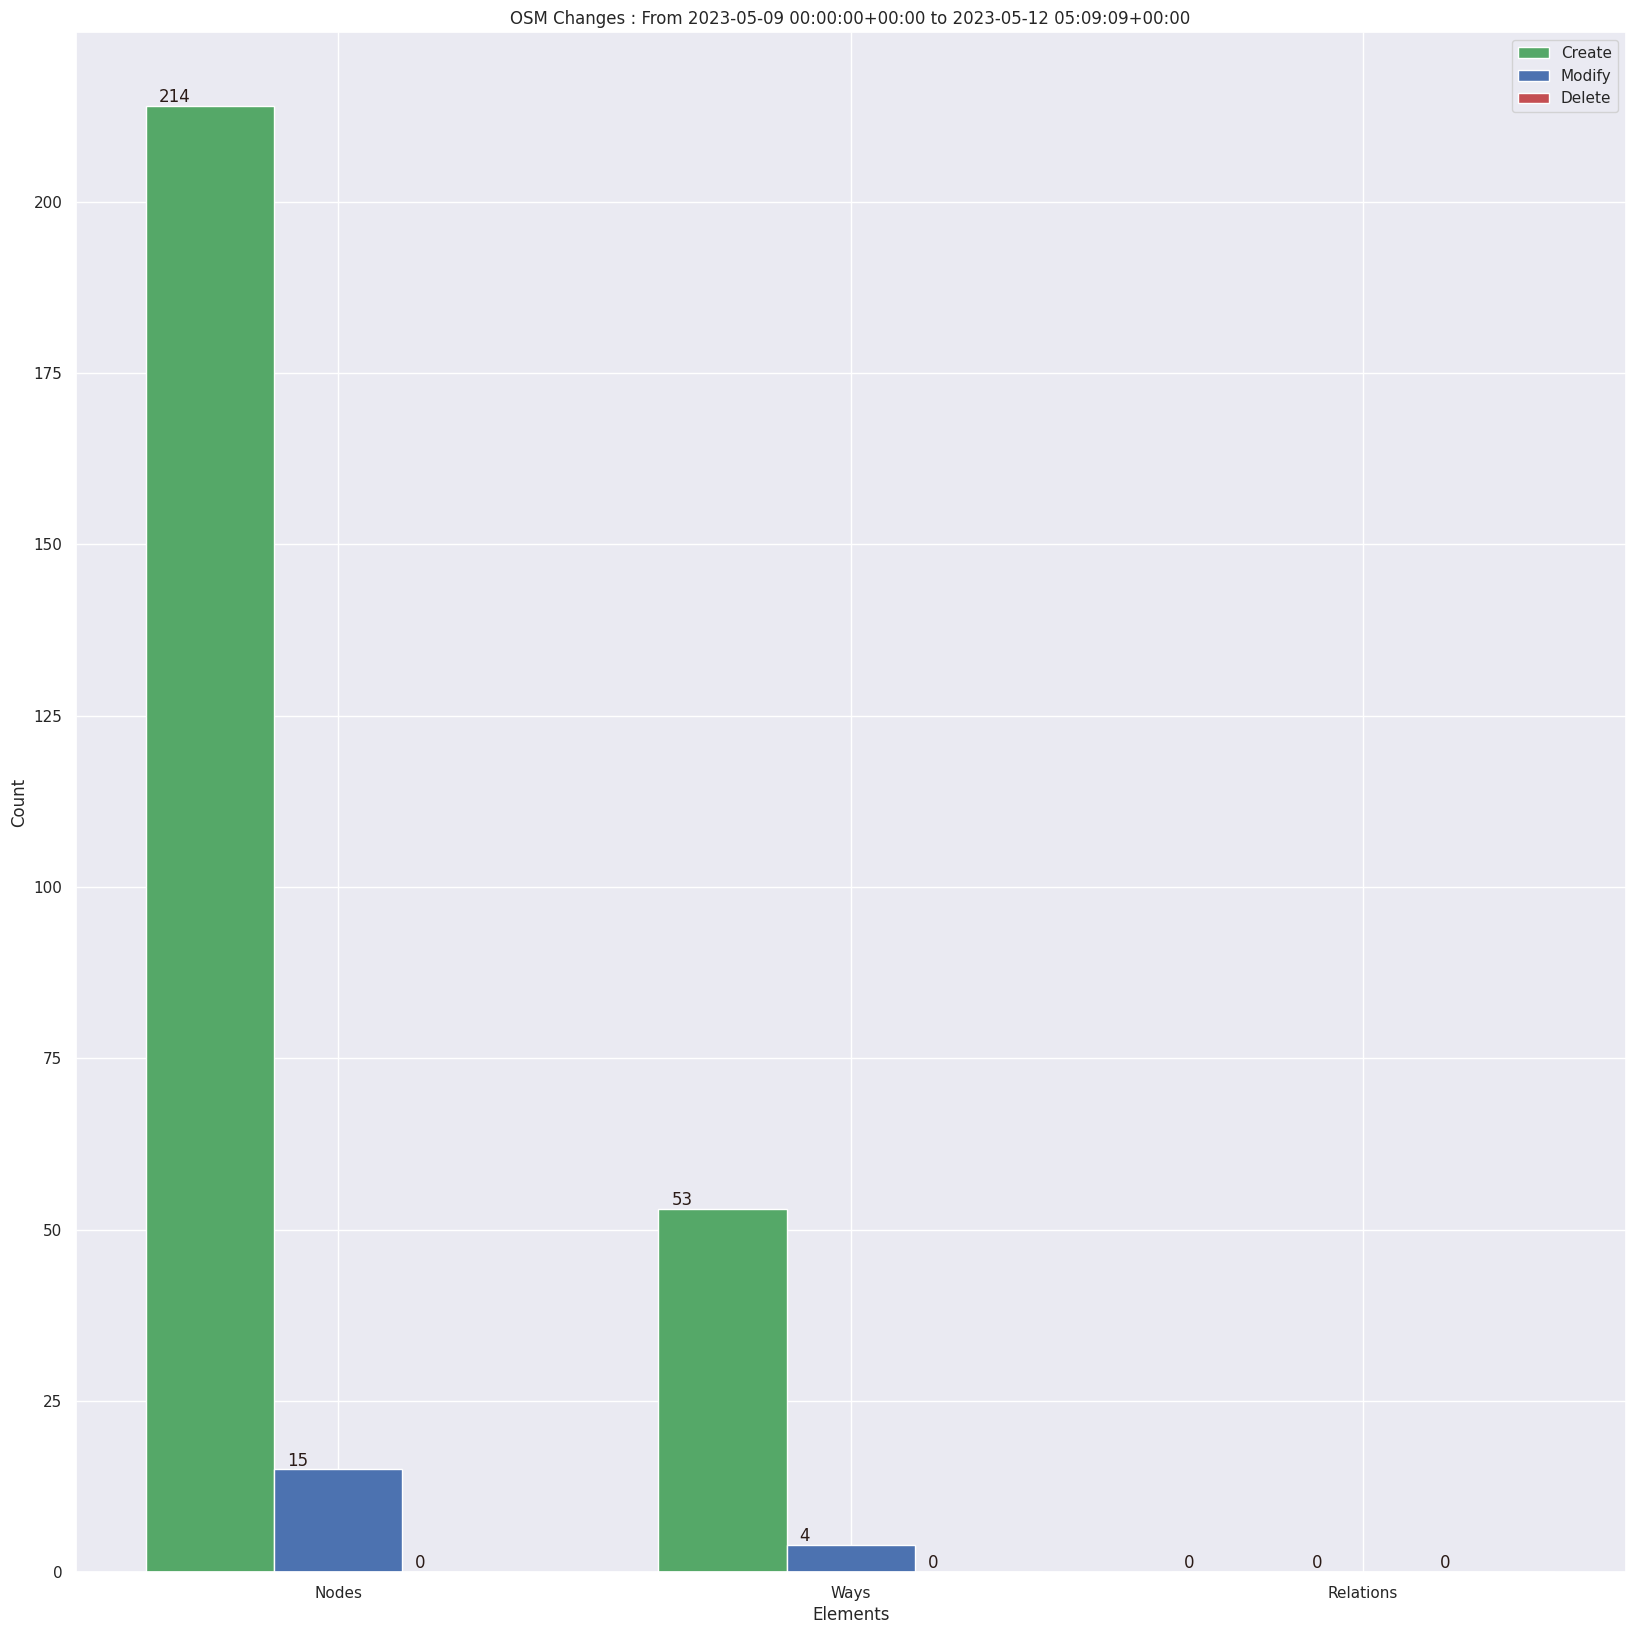 OSM Changes : From 2023-05-09 00:00:00+00:00 to 2023-05-12 05:09:09+00:00
Create
Modify
Delete
214
200
175
150
125
100
75
50
25
0
Count
53
15
4
0
0
0
0
0
Nodes
Ways
Relations
Elements